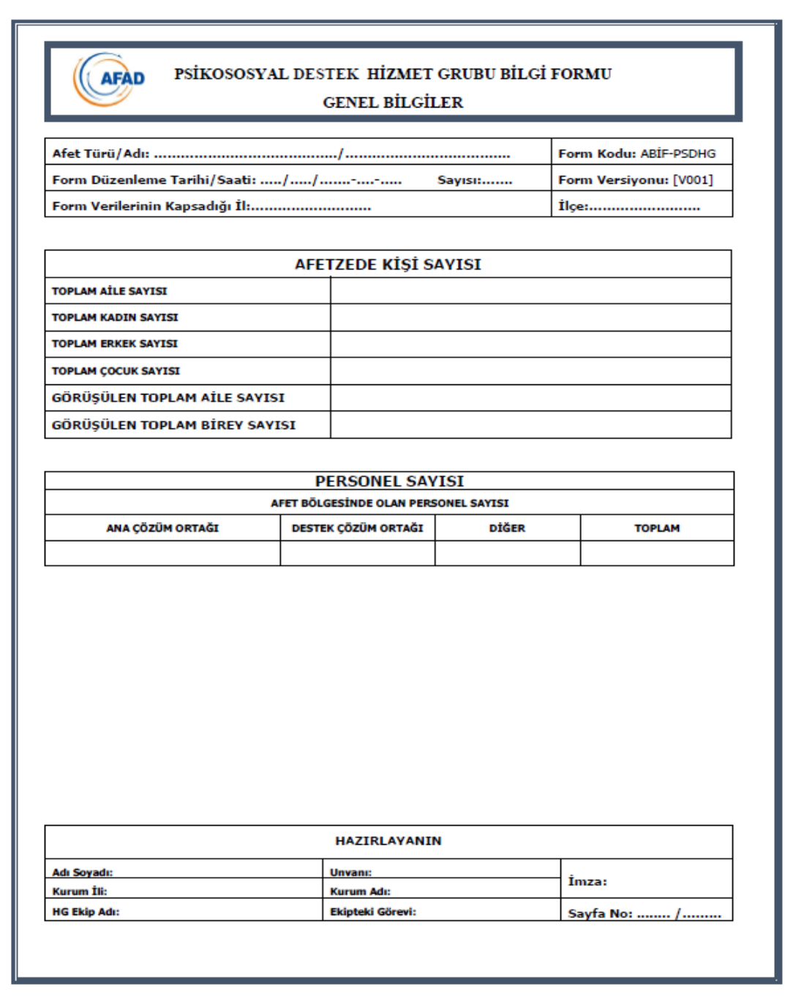 AFAD
PSİKOSOSYAL DESTEK HİZMET GRUBU BİLGİ FORMU
GENEL BİLGİLER
Afet Türü/Adı: ........................................./.....................................
Form Kodu: ABİF-PSDHG
Form Düzenleme Tarihi/Saati: ...../...../.......-....-..... Sayısı:.......
Form Versiyonu: [V001]
Form Verilerinin Kapsadığı İl:...........................
İlçe:.........................
AFETZEDE KİŞİ SAYISI
TOPLAM AİLE SAYISI
TOPLAM KADIN SAYISI
TOPLAM ERKEK SAYISI
TOPLAM ÇOCUK SAYISI
GÖRÜŞÜLEN TOPLAM AİLE SAYISI
GÖRÜŞÜLEN TOPLAM BİREY SAYISI
PERSONEL SAYISI
AFET BÖLGESİNDE OLAN PERSONEL SAYISI
ANA ÇÖZÜM ORTAĞI DESTEK ÇÖZÜM ORTAĞI DİĞER TOPLAM
HAZIRLAYANIN
Adı Soyadı: Unvanı:
İmza:
Kurum İli: Kurum Adı:
HG Ekip Adı: Ekipteki Görevi: Sayfa No: ........ /.........